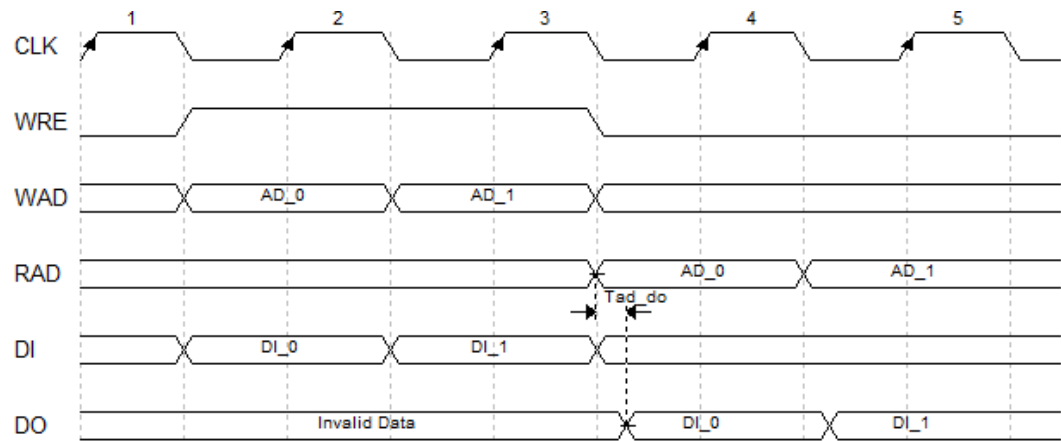 1 2 3 4 5
CLK
WRE
WAD AD_0 AD_1
RAD AD_0 AD_1
Tad_do
DI DI_0 DI_1
DO Invalid Data DI_0 DI_1